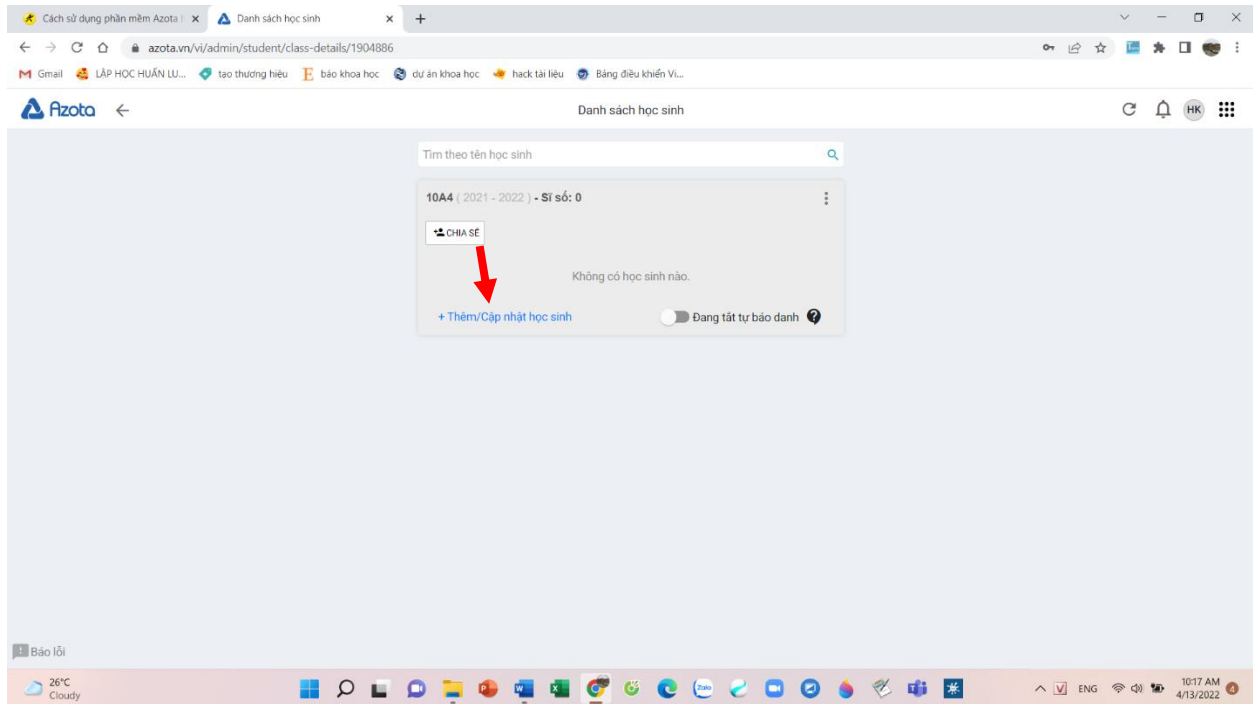 Cách sử dụng phần mềm Azota
Danh sách học sinh
azota.vn/vi/admin/student/class-details/1904886
Gmail LỚP HỌC HUẤN LU... tạo thương hiệu báo khoa học dự án khoa học hack tài liệu Bảng điều khiển Vi...
Azota Danh sách học sinh HK
Tìm theo tên học sinh
10A4 ( 2021 - 2022 ) - Sĩ số: 0
CHIA SẺ
Không có học sinh nào.
+ Thêm/Cập nhật học sinh Đang tắt tự báo danh
Báo lỗi
26°C
Cloudy
Zalo
ENG
10:17 AM
4/13/2022
4